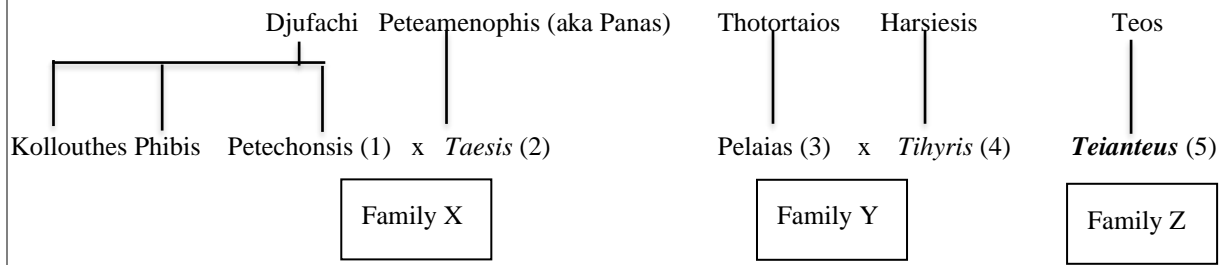 Djufachi Peteamenophis (aka Panas) Thotortaios Harsiesis Teos
Kollouthes Phibis Petechonsis (1) x Taesis (2) Pelaias (3) x Tihyris (4) Teianteus (5)
Family X Family Y Family Z